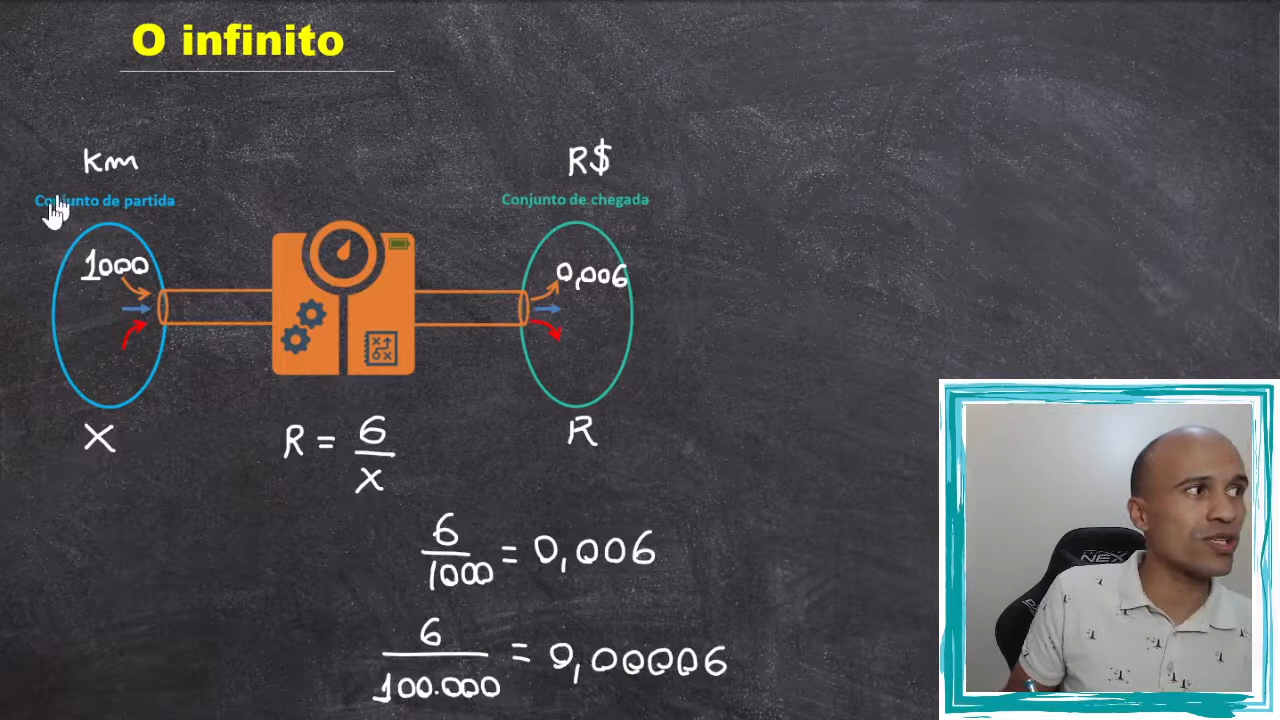 O infinito
Km
R$
Conjunto de partida
Conjunto de chegada
1000
0,006
X
R = 6/x
R
6/1000 = 0,006
6/100.000 = 0,00006
NEX